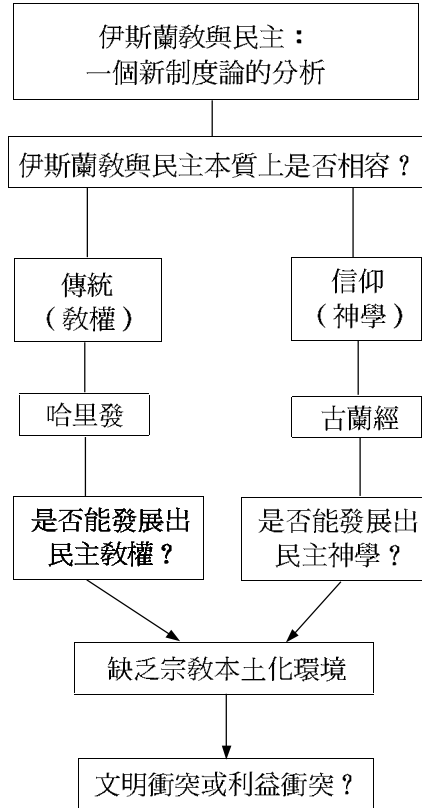 伊斯蘭教與民主：
一個新制度論的分析
伊斯蘭教與民主本質上是否相容？
傳統
（教權）
信仰
（神學）
哈里發
古蘭經
是否能發展出
民主教權？
是否能發展出
民主神學？
缺乏宗教本土化環境
文明衝突或利益衝突？